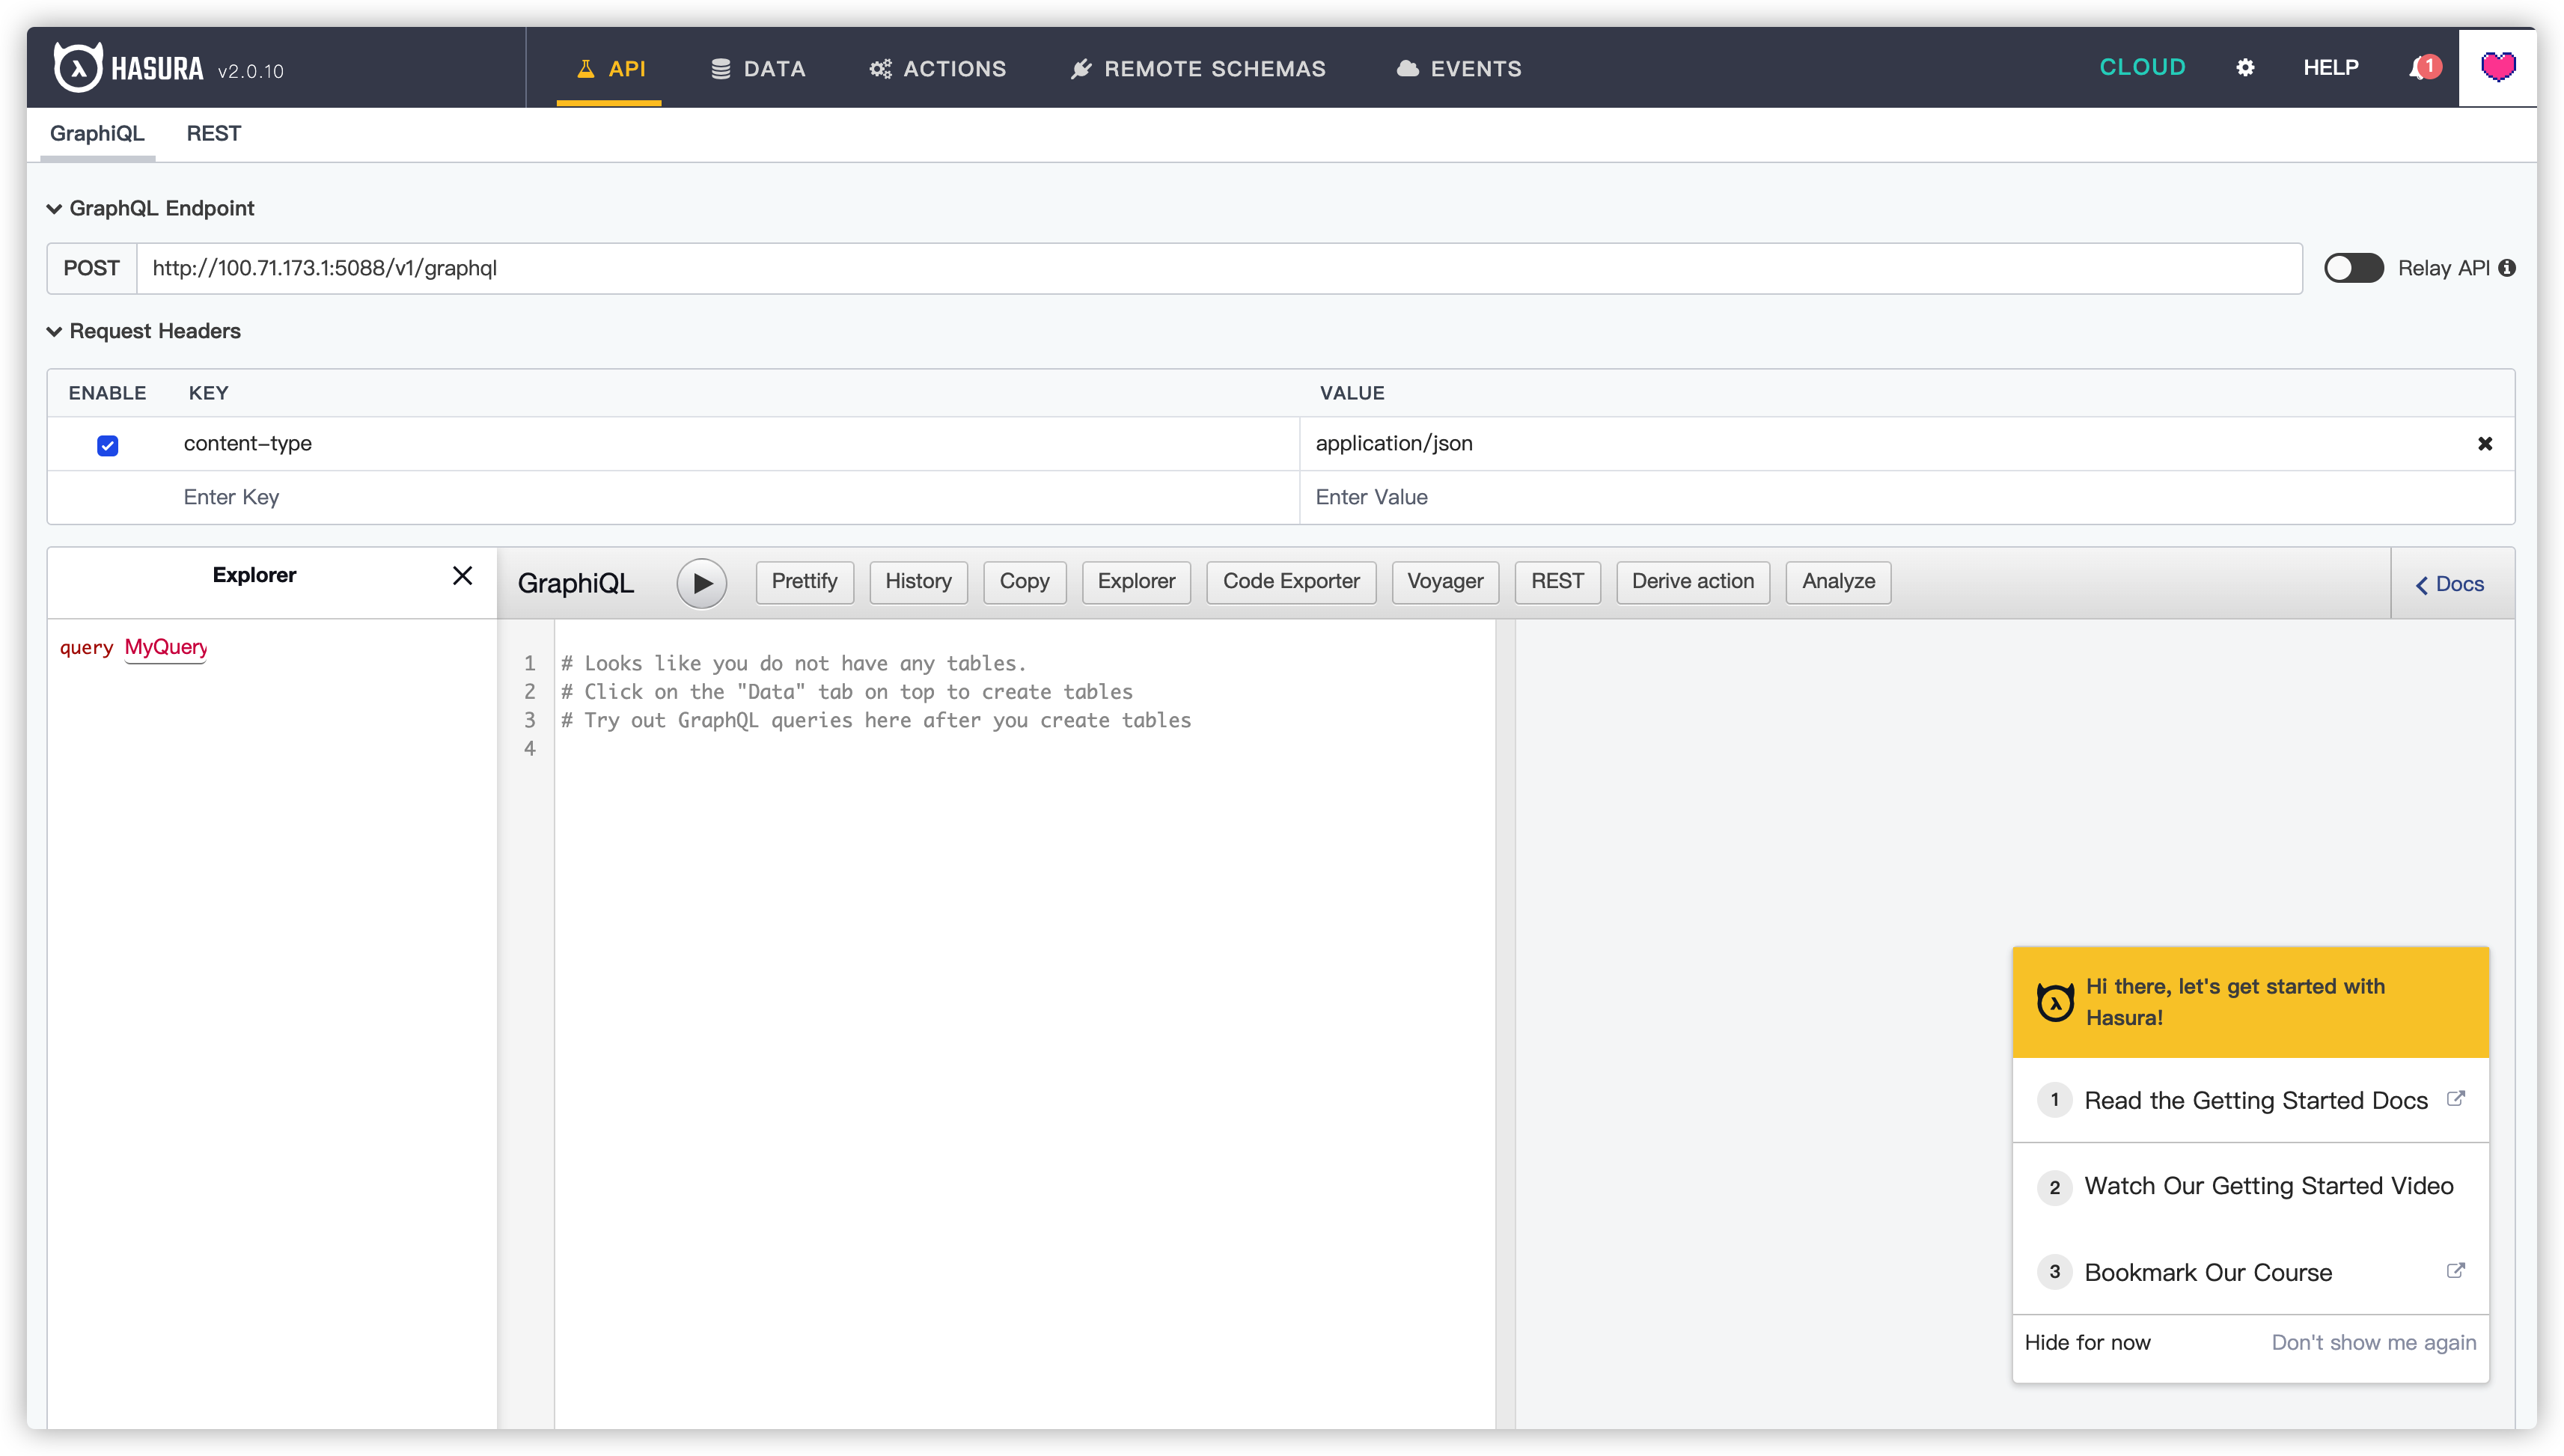 HASURA v2.0.10
API
DATA
ACTIONS
REMOTE SCHEMAS
EVENTS
CLOUD
HELP
1
GraphiQL
REST
GraphQL Endpoint
POST
http://100.71.173.1:5088/v1/graphql
Relay API
Request Headers
ENABLE KEY VALUE
content-type application/json
Enter Key Enter Value
Explorer
GraphiQL
Prettify
History
Copy
Explorer
Code Exporter
Voyager
REST
Derive action
Analyze
Docs
query MyQuery
1 # Looks like you do not have any tables.
2 # Click on the "Data" tab on top to create tables
3 # Try out GraphQL queries here after you create tables
4
Hi there, let's get started with
Hasura!
1 Read the Getting Started Docs
2 Watch Our Getting Started Video
3 Bookmark Our Course
Hide for now
Don't show me again